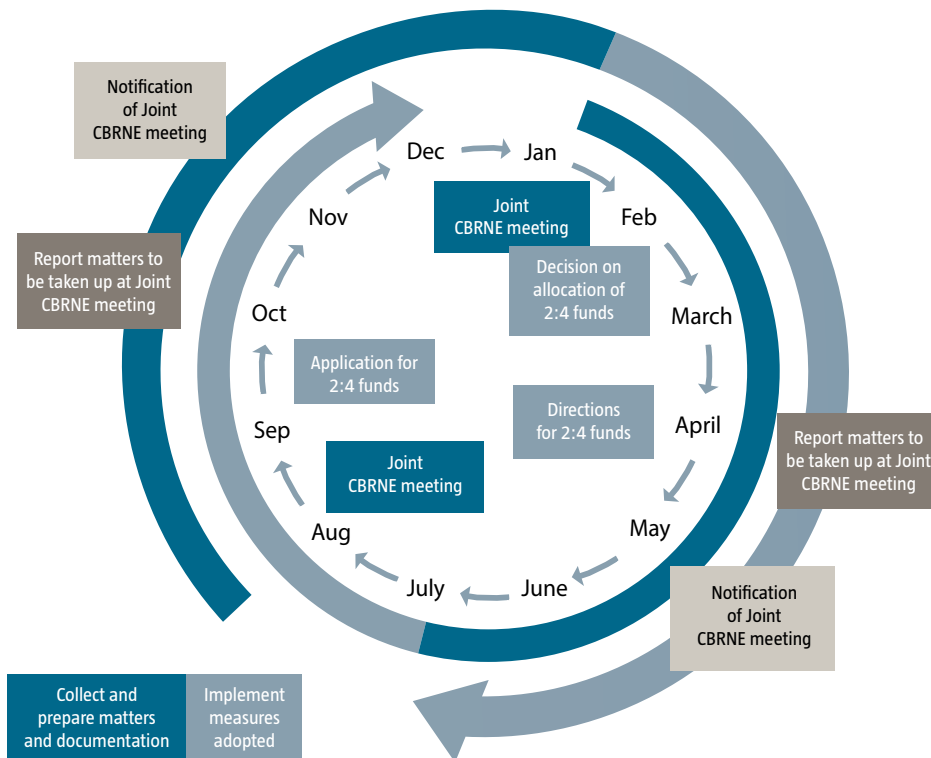 Notification
of Joint
CBRNE meeting
Dec
Jan
Joint
CBRNE meeting
Feb
Nov
Report matters to
be taken up at Joint
CBRNE meeting
Decision on
allocation of
2:4 funds
Oct
March
Application for
2:4 funds
Directions
for 2:4 funds
Sep
April
Report matters to
be taken up at Joint
CBRNE meeting
Joint
CBRNE meeting
Aug
May
July
June
Notification
of Joint
CBRNE meeting
Collect and
prepare matters
and documentation
Implement
measures
adopted